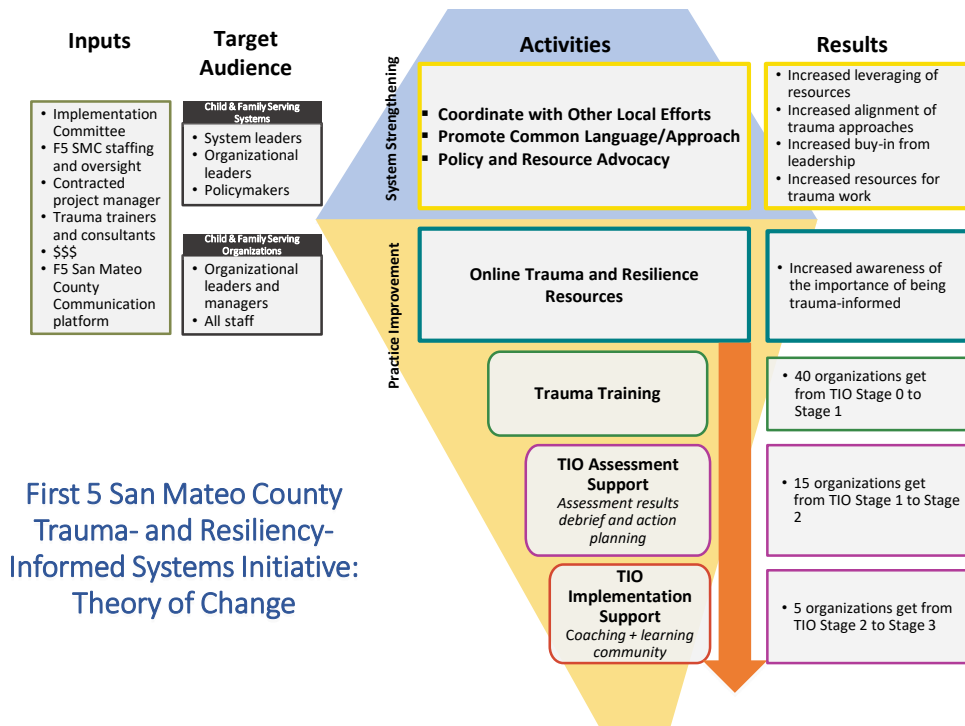 Inputs
• Implementation
Committee
• F5 SMC staffing
and oversight
• Contracted
project manager
• Trauma trainers
and consultants
• $$$
• F5 San Mateo
County
Communication
platform
Target
Audience
Child & Family Serving
Systems
• System leaders
• Organizational
leaders
• Policymakers
Child & Family Serving
Organizations
• Organizational
leaders and
managers
• All staff
Activities
System Strengthening
▪ Coordinate with Other Local Efforts
▪ Promote Common Language/Approach
▪ Policy and Resource Advocacy
Practice Improvement
Online Trauma and Resilience
Resources
Trauma Training
TIO Assessment
Support
Assessment results
debrief and action
planning
TIO
Implementation
Support
Coaching + learning
community
Results
• Increased leveraging of
resources
• Increased alignment of
trauma approaches
• Increased buy-in from
leadership
• Increased resources for
trauma work
• Increased awareness of
the importance of being
trauma-informed
• 40 organizations get
from TIO Stage 0 to
Stage 1
• 15 organizations get
from TIO Stage 1 to Stage
2
• 5 organizations get from
TIO Stage 2 to Stage 3
First 5 San Mateo County
Trauma- and Resiliency-
Informed Systems Initiative:
Theory of Change